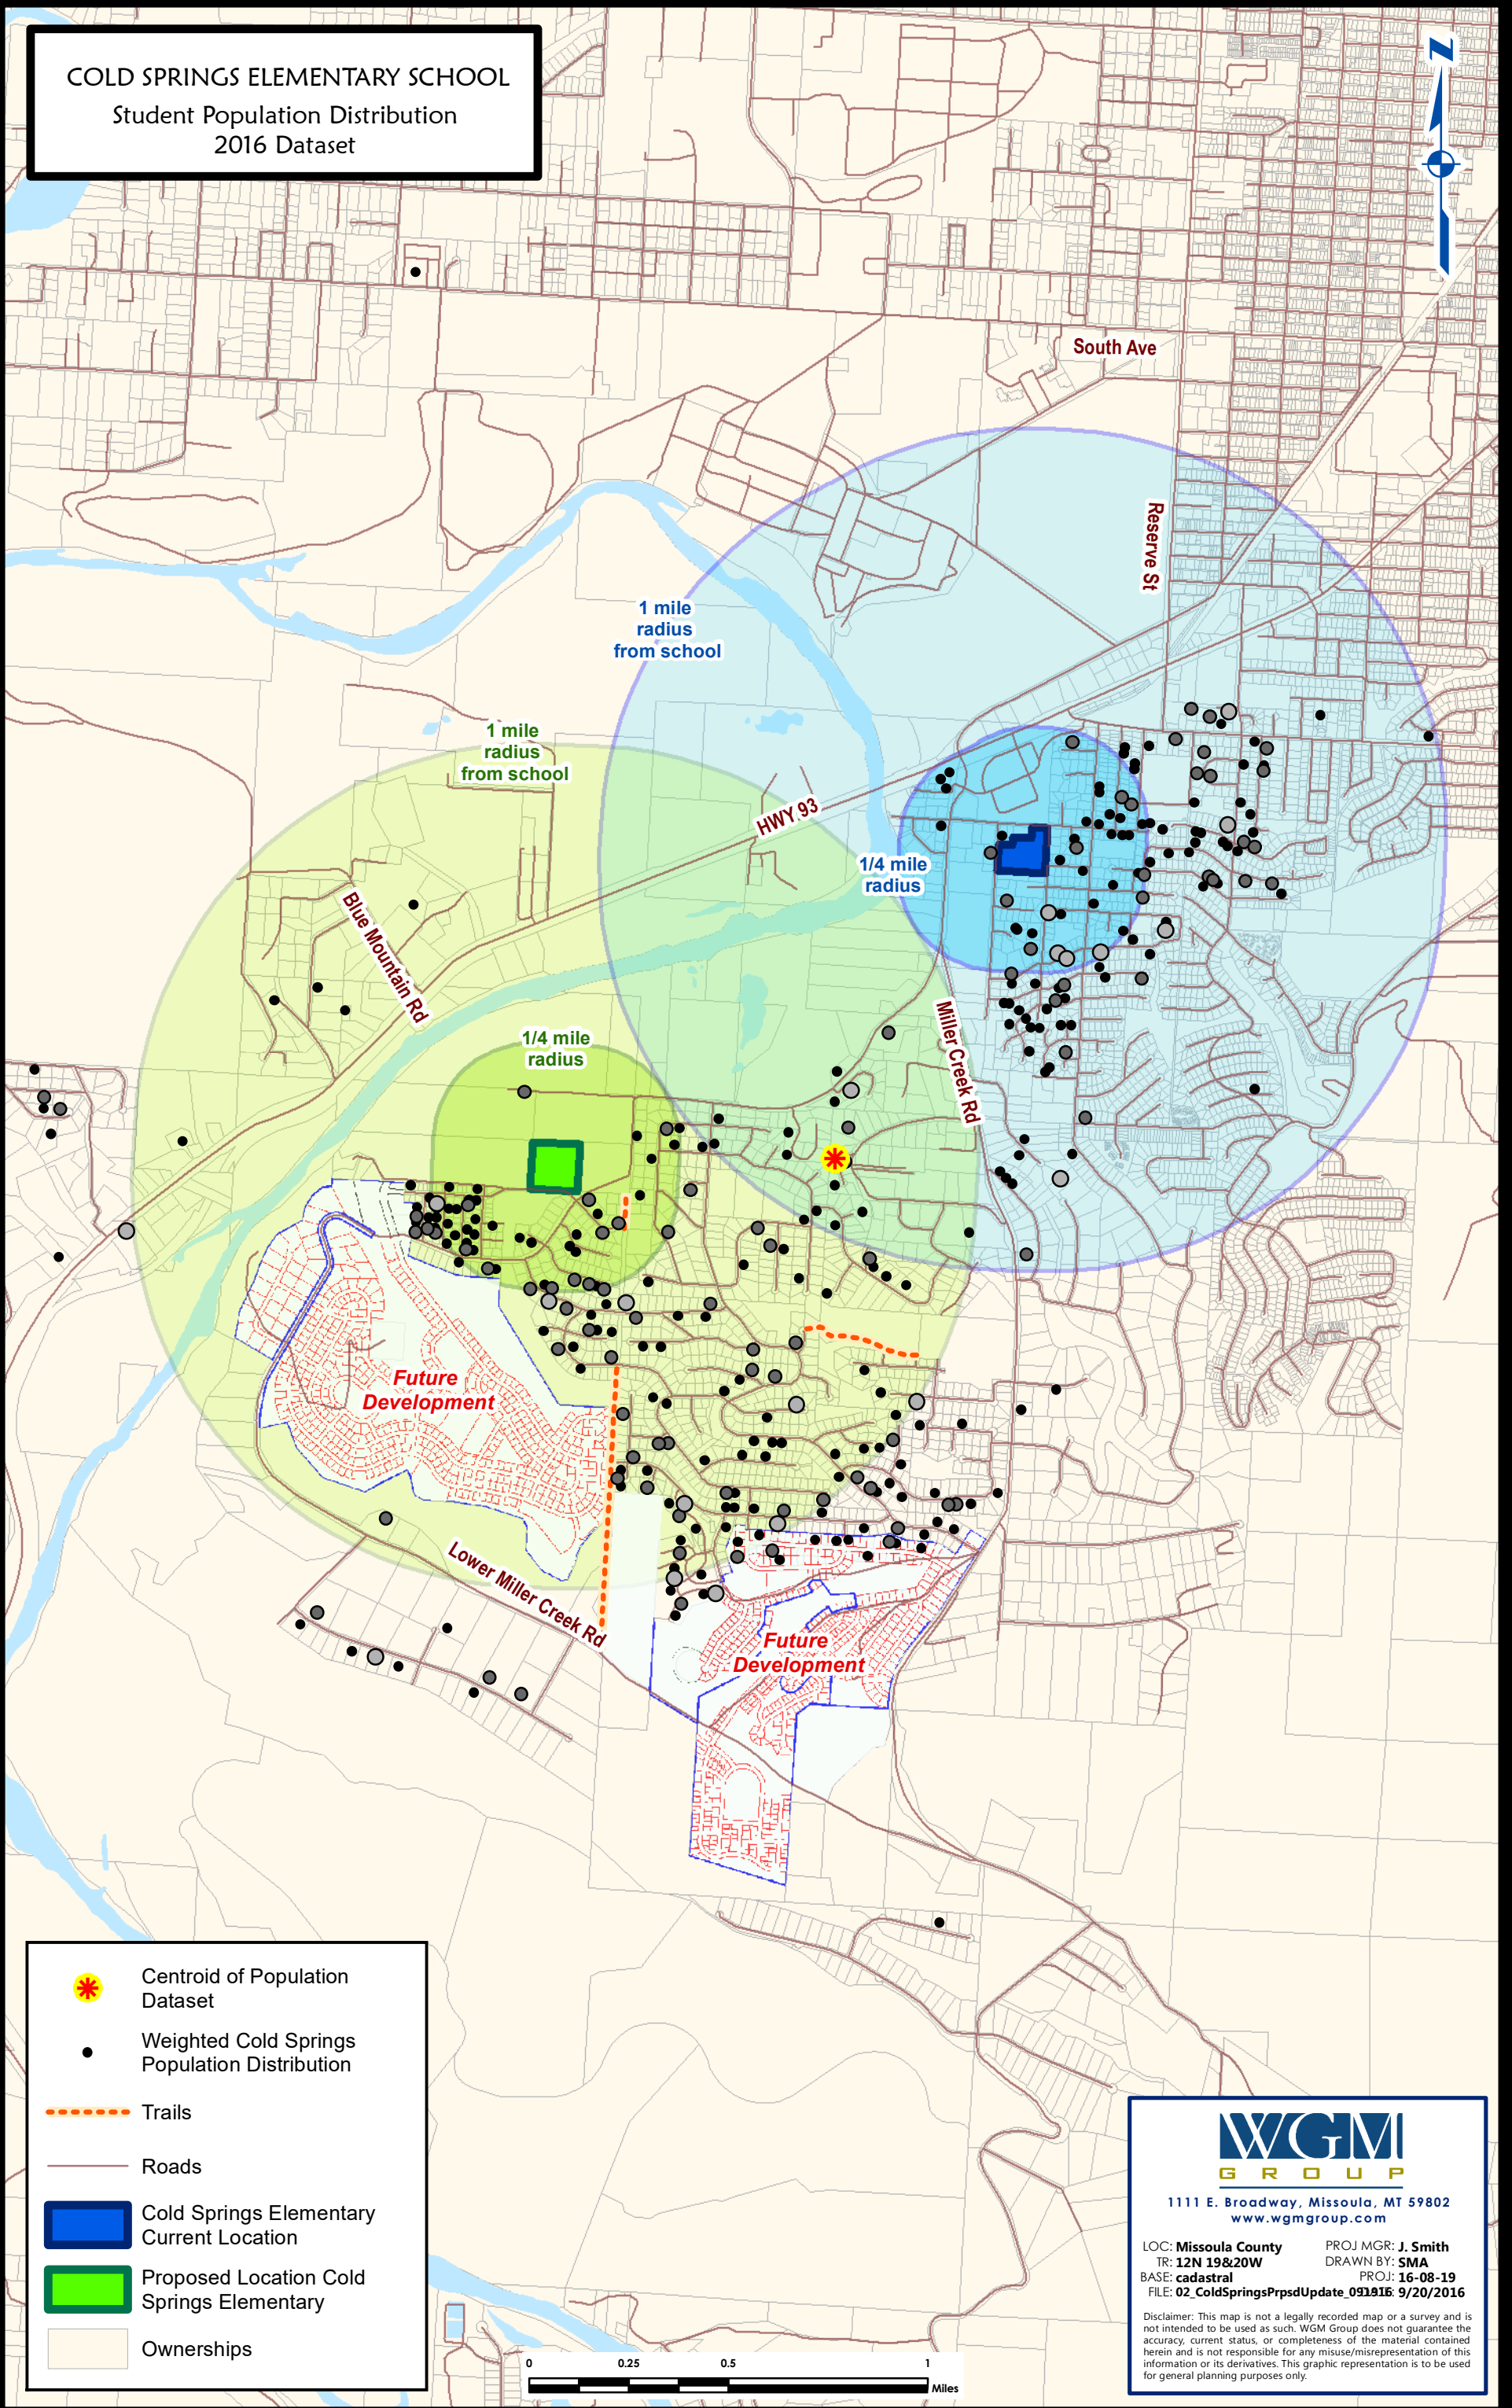 COLD SPRINGS ELEMENTARY SCHOOL
Student Population Distribution
2016 Dataset
N
South Ave
Reserve St
1 mile
radius
from school
1 mile
radius
from school
HWY 93
1/4 mile
radius
Blue Mountain Rd
Miller Creek Rd
1/4 mile
radius
Future
Development
Lower Miller Creek Rd
Future
Development
Centroid of Population
Dataset
Weighted Cold Springs
Population Distribution
Trails
Roads
Cold Springs Elementary
Current Location
Proposed Location Cold
Springs Elementary
Ownerships
0 0.25 0.5 1
Miles
WGM
GROUP
1111 E. Broadway, Missoula, MT 59802
www.wgmgroup.com
LOC: Missoula County PROJ MGR: J. Smith
TR: 12N 19&20W DRAWN BY: SMA
BASE: cadastral PROJ: 16-08-19
FILE: 02_ColdSpringsPrpsdUpdate_091916 9/20/2016
Disclaimer: This map is not a legally recorded map or a survey and is
not intended to be used as such. WGM Group does not guarantee the
accuracy, current status, or completeness of the material contained
herein and is not responsible for any misuse/misrepresentation of this
information or its derivatives. This graphic representation is to be used
for general planning purposes only.